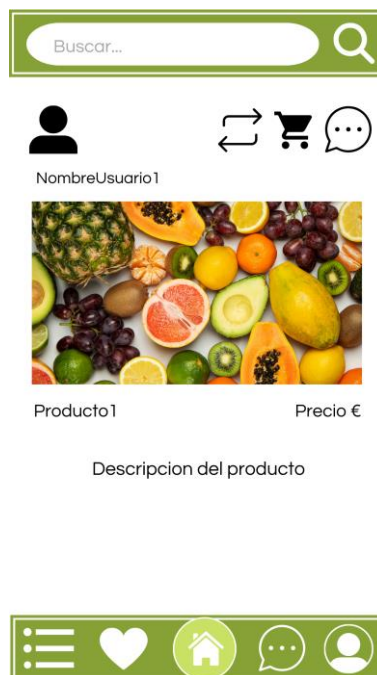 Buscar...
NombreUsuario1
Producto1 Precio €
Descripcion del producto